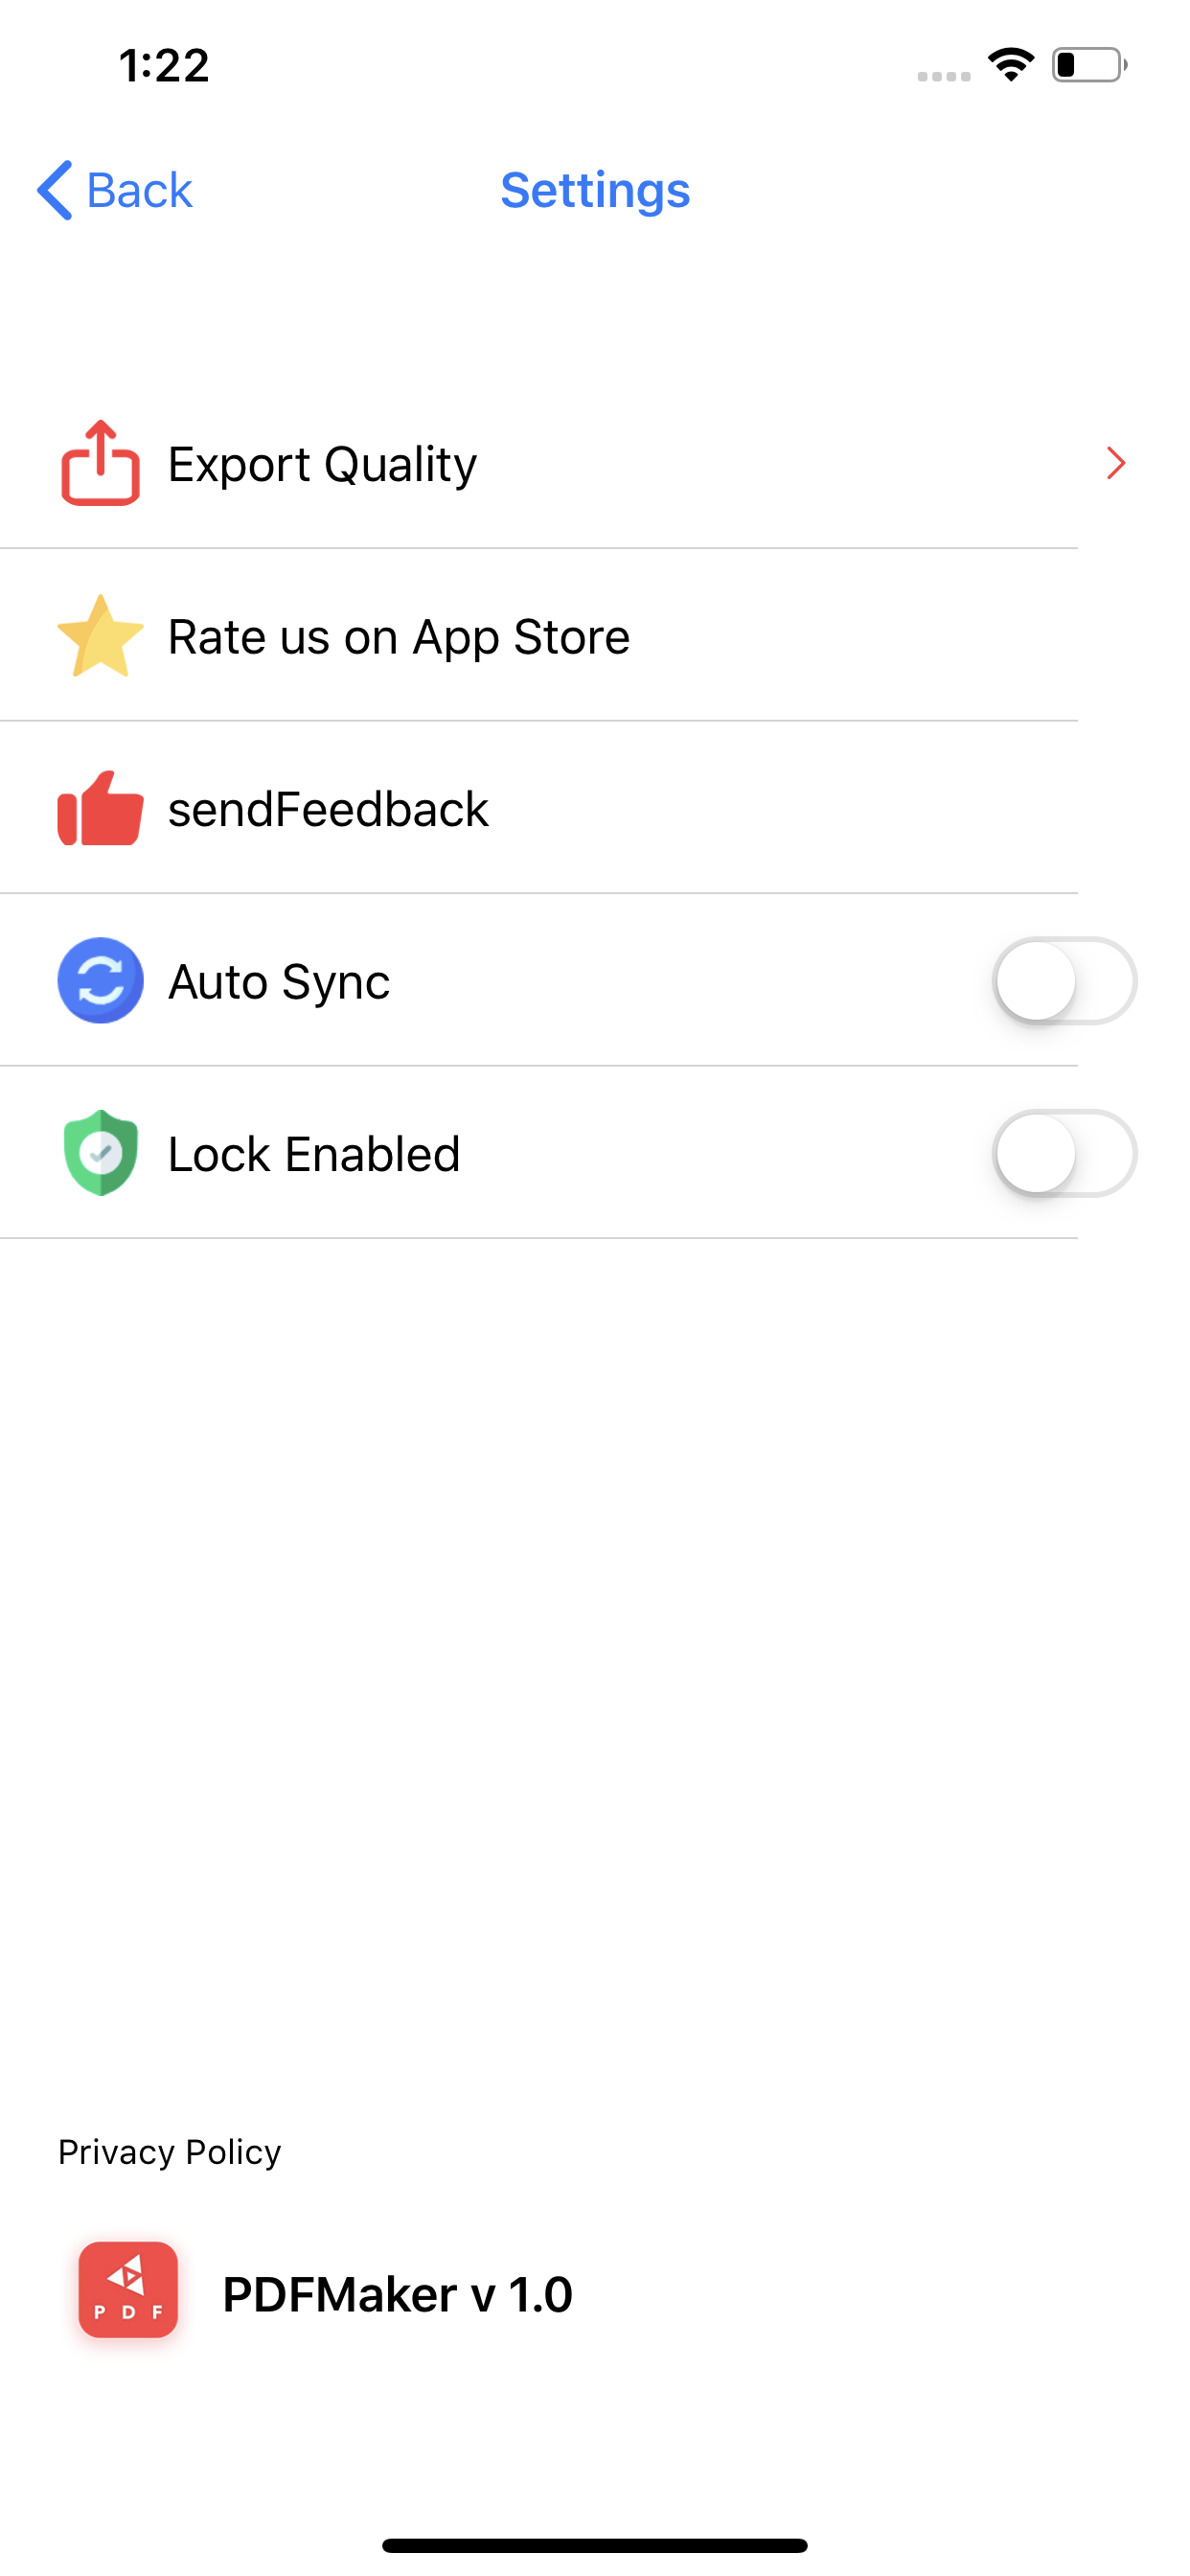 1:22
Back
Settings
Export Quality
Rate us on App Store
sendFeedback
Auto Sync
Lock Enabled
Privacy Policy
P D F
PDFMaker v 1.0